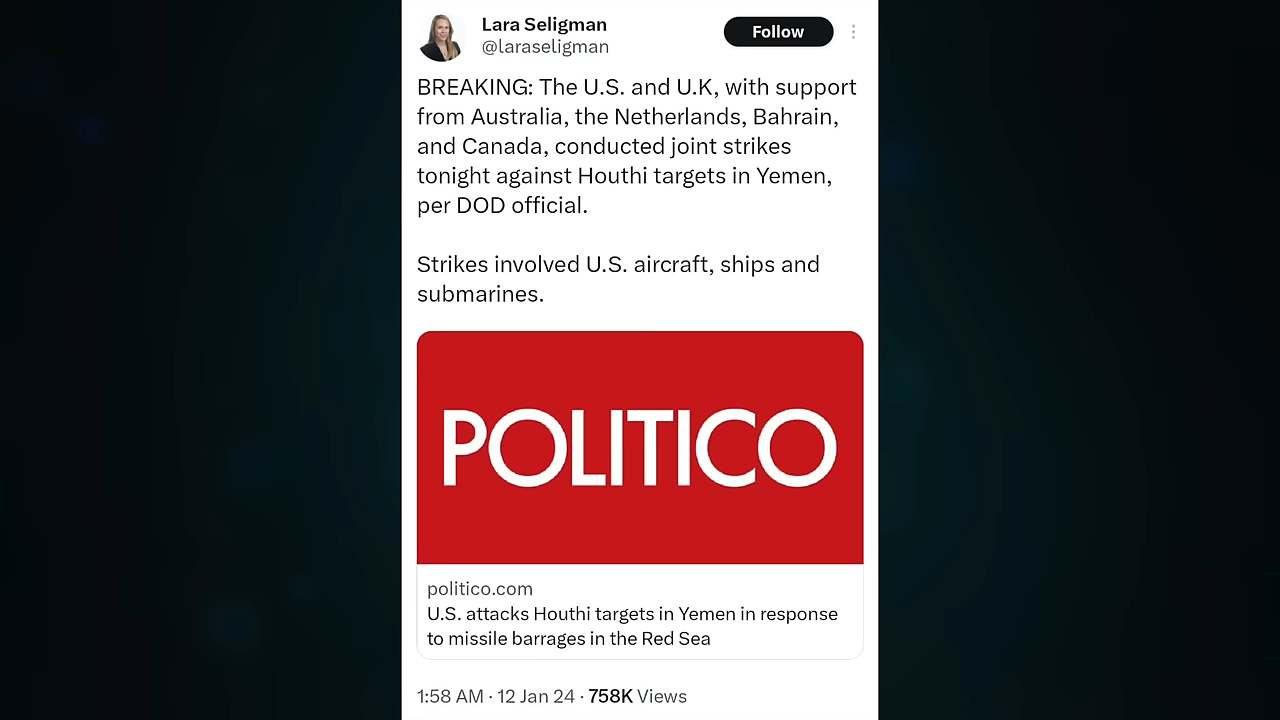 Lara Seligman
@laraseligman
Follow
BREAKING: The U.S. and U.K, with support
from Australia, the Netherlands, Bahrain,
and Canada, conducted joint strikes
tonight against Houthi targets in Yemen,
per DOD official.
Strikes involved U.S. aircraft, ships and
submarines.
POLITICO
politico.com
U.S. attacks Houthi targets in Yemen in response
to missile barrages in the Red Sea
1:58 AM · 12 Jan 24 · 758K Views